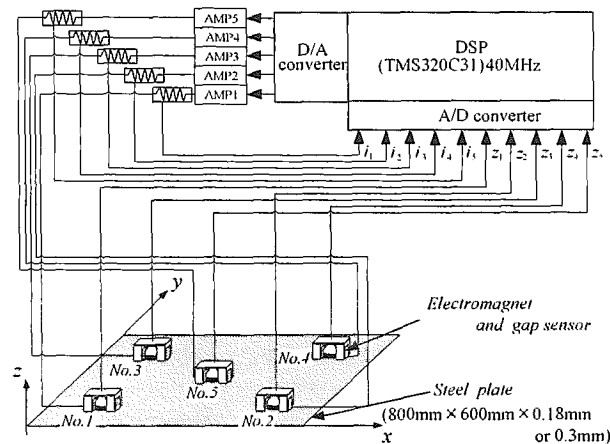 AMP5
AMP4
AMP3
AMP2
AMP1
D/A
converter
DSP
(TMS320C31)40MHz
A/D converter
i1 i2 i3 i4 i5 z1 z2 z3 z4 z5
y
Electromagnet
and gap sensor
No.4
No.3
No.5
z
Steel plate
No.1
No.2
(800mm×600mm×0.18mm
x
or 0.3mm)